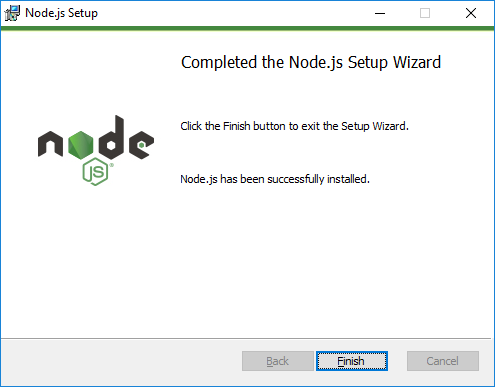 Node.js Setup
Completed the Node.js Setup Wizard
Click the Finish button to exit the Setup Wizard.
node
JS®
Node.js has been successfully installed.
Back
Finish
Cancel